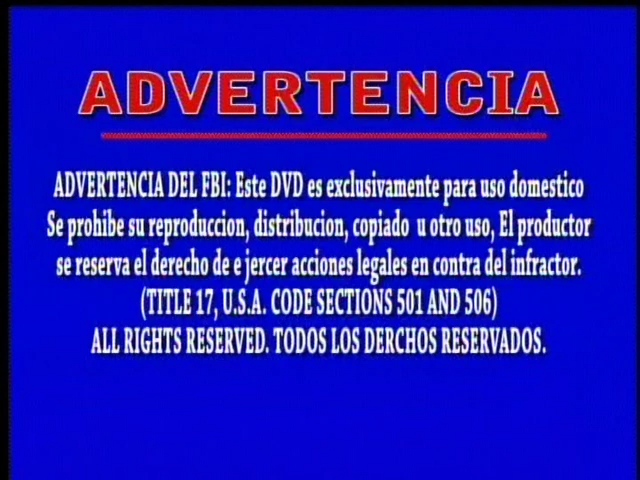 ADVERTENCIA
ADVERTENCIA DEL FBI: Este DVD es exclusivamente para uso domestico
Se prohibe su reproduccion, distribucion, copiado u otro uso, El productor
se reserva el derecho de e jercer acciones legales en contra del infractor.
(TITLE 17, U.S.A. CODE SECTIONS 501 AND 506)
ALL RIGHTS RESERVED. TODOS LOS DERCHOS RESERVADOS.